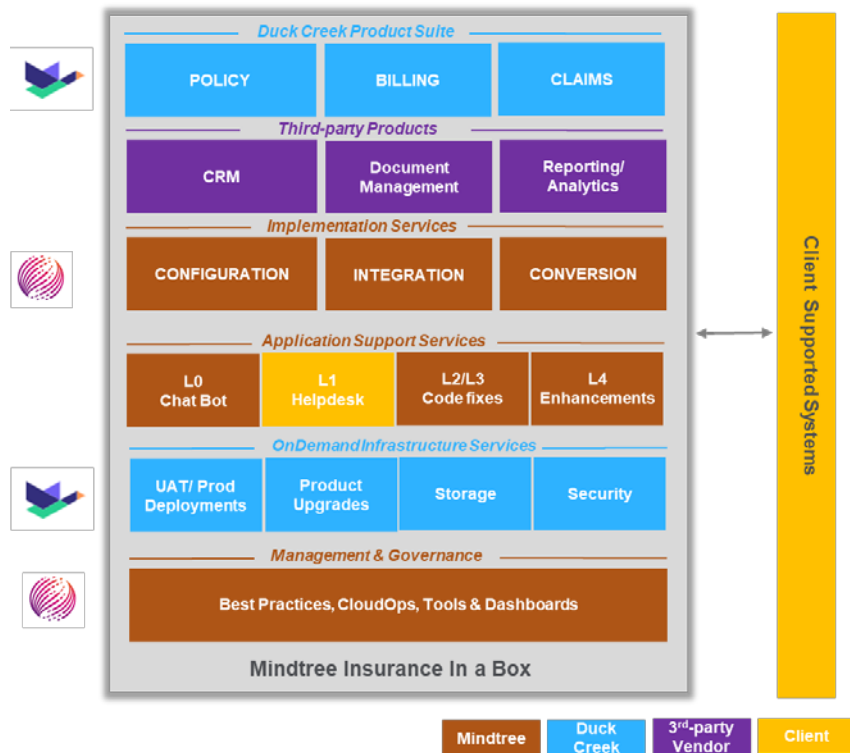 Duck Creek Product Suite
POLICY
BILLING
CLAIMS
Third-party Products
CRM
Document
Management
Reporting/
Analytics
Implementation Services
CONFIGURATION
INTEGRATION
CONVERSION
Application Support Services
L0
Chat Bot
L1
Helpdesk
L2/L3
Code fixes
L4
Enhancements
OnDemand Infrastructure Services
UAT/ Prod
Deployments
Product
Upgrades
Storage
Security
Management & Governance
Best Practices, CloudOps, Tools & Dashboards
Mindtree Insurance In a Box
Client Supported Systems
Mindtree
Duck
Creek
3rd-party
Vendor
Client